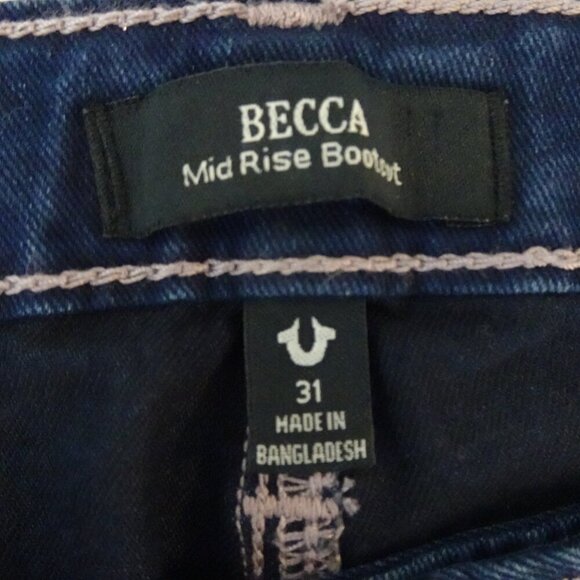 BECCA
Mid Rise Bootcut
31
MADE IN
BANGLADESH